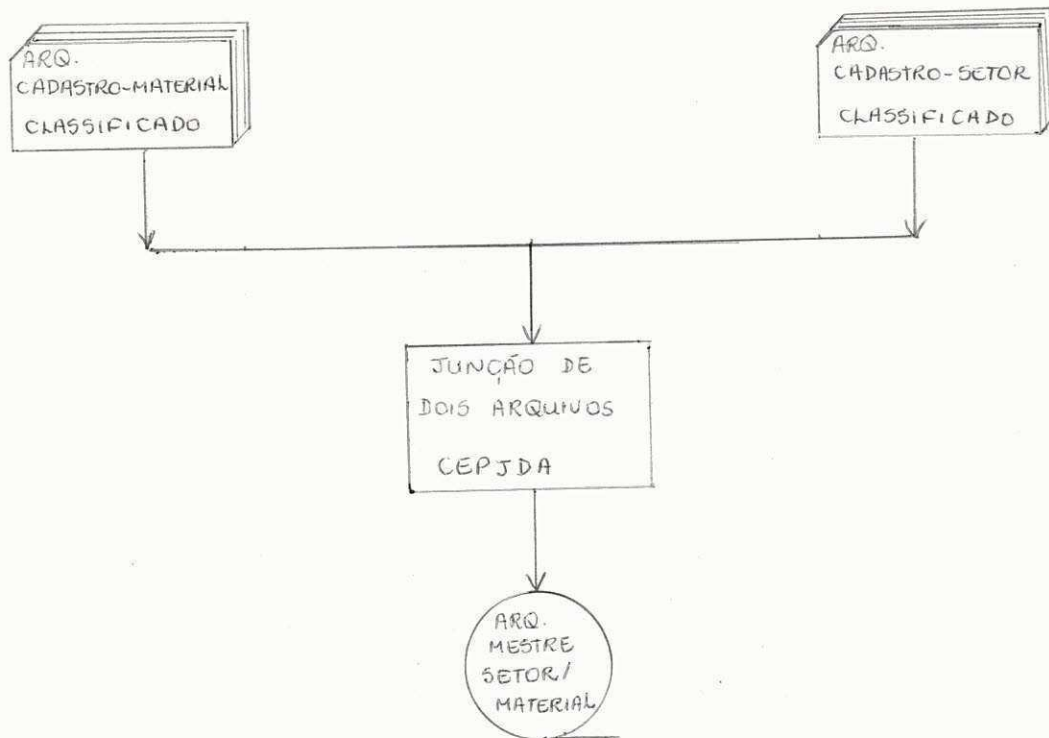 ARQ.
CADASTRO-MATERIAL
CLASSIFICADO
ARQ.
CADASTRO-SETOR
CLASSIFICADO
JUNÇÃO DE
DOIS ARQUIVOS
CEPJDA
ARQ.
MESTRE
SETOR/
MATERIAL